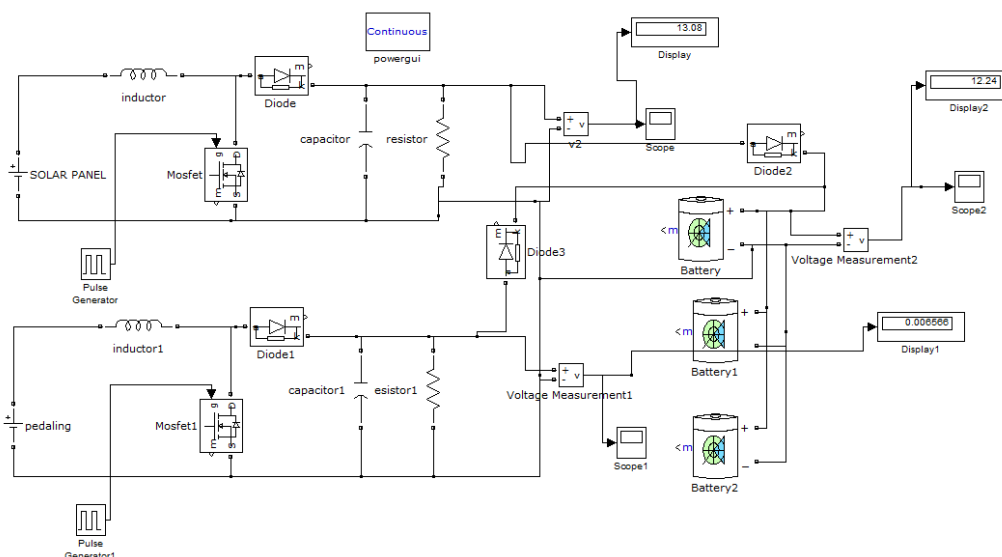 Continuous
powergui
13.08
Display
12.24
Display2
inductor
m
a
k
Diode
capacitor
resistor
+
-
v
v2
Scope
m
a
k
Diode2
Scope2
+
SOLAR PANEL
g
D
m
S
Mosfet
Pulse
Generator
m
k
a
Diode3
<m
+
−
Battery
+
-
v
Voltage Measurement2
inductor1
m
a
k
Diode1
capacitor1
esistor1
+
-
v
Voltage Measurement1
<m
+
−
Battery1
0.006566
Display1
+
pedaling
g
D
m
S
Mosfet1
Scope1
<m
+
−
Battery2
Pulse
Generator1